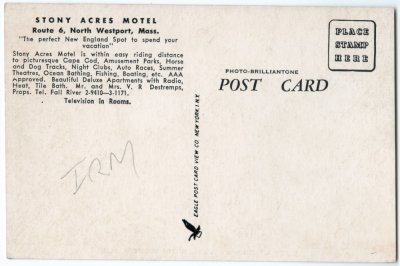 STONY ACRES MOTEL
Route 6, North Westport, Mass.
"The perfect New England Spot to spend your
vacation"
Stony Acres Motel is within easy riding distance
to picturesque Cape Cod, Amusement Parks, Horse
and Dog Tracks, Night Clubs, Auto Races, Summer
Theatres, Ocean Bathing, Fishing, Boating, etc. AAA
Approved. Beautiful Deluxe Apartments with Radio,
Heat, Tile Bath. Mr. and Mrs. V. R. Destremps,
Props. Tel. Fall River 2-9410—3-1171.
Television in Rooms.
IRM
EAGLE POST CARD VIEW CO. NEW YORK 1, N.Y.
PHOTO-BRILLIANTONE
POST CARD
PLACE
STAMP
HERE